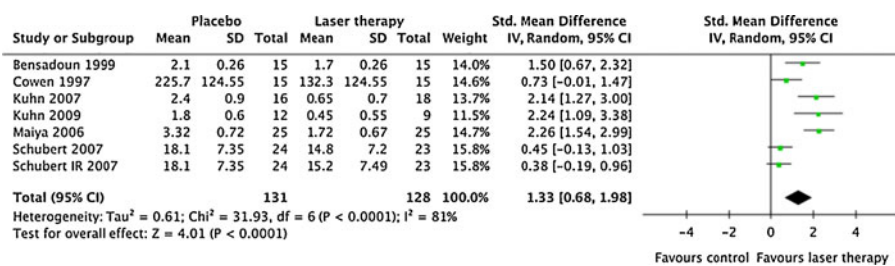 Placebo Laser therapy Std. Mean Difference Std. Mean Difference
Study or Subgroup Mean SD Total Mean SD Total Weight IV, Random, 95% CI IV, Random, 95% CI
Bensadoun 1999 2.1 0.26 15 1.7 0.26 15 14.0% 1.50 [0.67, 2.32]
Cowen 1997 225.7 124.55 15 132.3 124.55 15 14.6% 0.73 [-0.01, 1.47]
Kuhn 2007 2.4 0.9 16 0.65 0.7 18 13.7% 2.14 [1.27, 3.00]
Kuhn 2009 1.8 0.6 12 0.45 0.55 9 11.6% 2.24 [1.09, 3.38]
Maiya 2006 3.32 0.72 25 1.72 0.67 25 14.6% 2.26 [1.54, 2.99]
Schubert 2007 18.1 7.35 24 14.8 7.2 23 15.8% 0.45 [-0.13, 1.03]
Schubert IR 2007 18.1 7.35 24 15.2 7.49 23 15.8% 0.38 [-0.19, 0.96]
Total (95% CI) 131 128 100.0% 1.33 [0.68, 1.98]
Heterogeneity: Tau² = 0.61; Chi² = 31.93, df = 6 (P < 0.0001); I² = 81%
Test for overall effect: Z = 4.01 (P < 0.0001)
-4 -2 0 2 4
Favours control Favours laser therapy